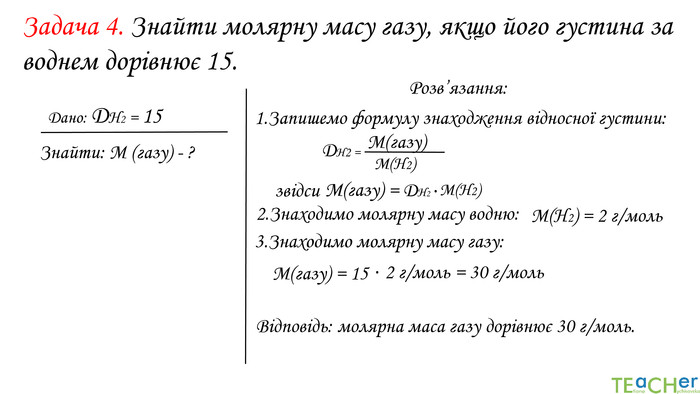 Задача 4. Знайти молярну масу газу, якщо його густина за
воднем дорівнює 15.
Дано: DH2 = 15
Знайти: M (газу) - ?
Розв’язання:
1.Запишемо формулу знаходження відносної густини:
DH2 = M(газу)
M(H2)
звідси M(газу) = DH2 · M(H2)
2.Знаходимо молярну масу водню: M(H2) = 2 г/моль
3.Знаходимо молярну масу газу:
M(газу) = 15 · 2 г/моль = 30 г/моль
Відповідь: молярна маса газу дорівнює 30 г/моль.
TEaCHer